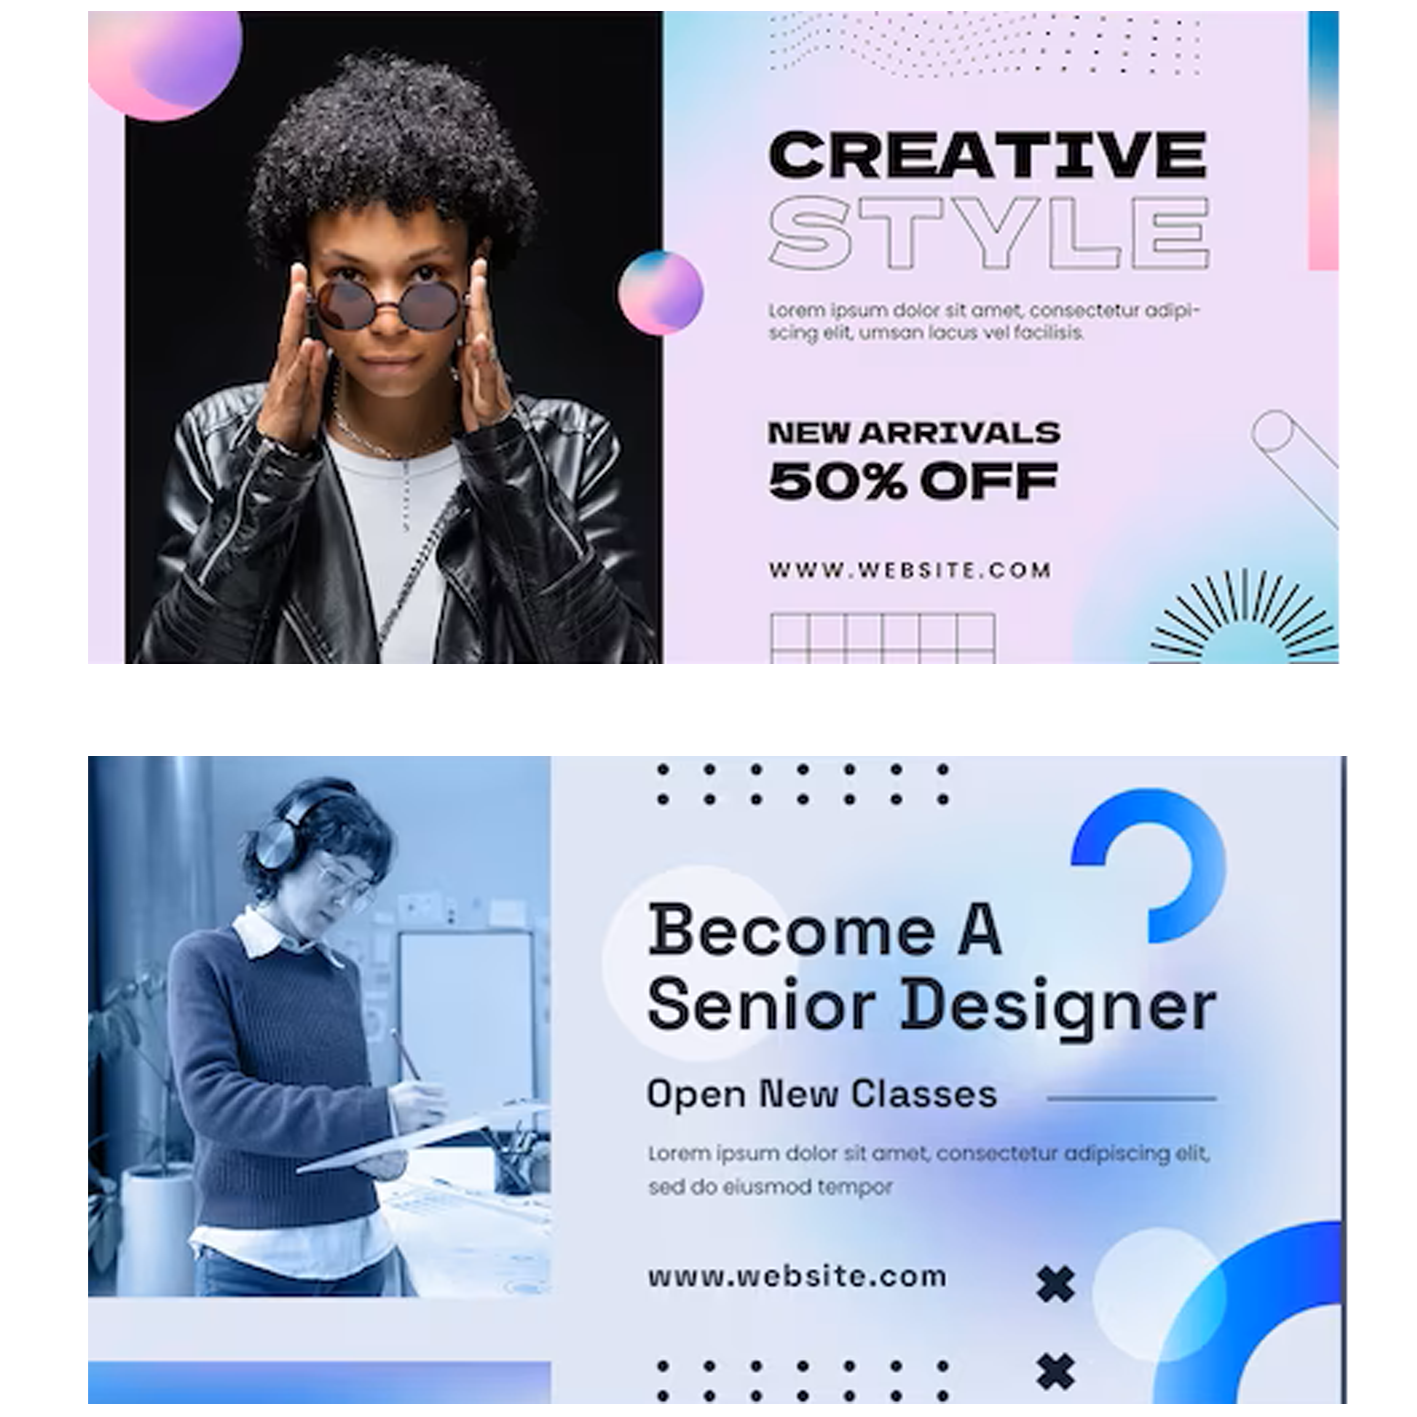 CREATIVE
STYLE
Lorem ipsum dolor sit amet, consectetur adipi-
scing elit, umsan lacus vel facilisis.
NEW ARRIVALS
50% OFF
WWW.WEBSITE.COM
Become A
Senior Designer
Open New Classes
Lorem ipsum dolor sit amet, consectetur adipiscing elit,
sed do eiusmod tempor
www.website.com